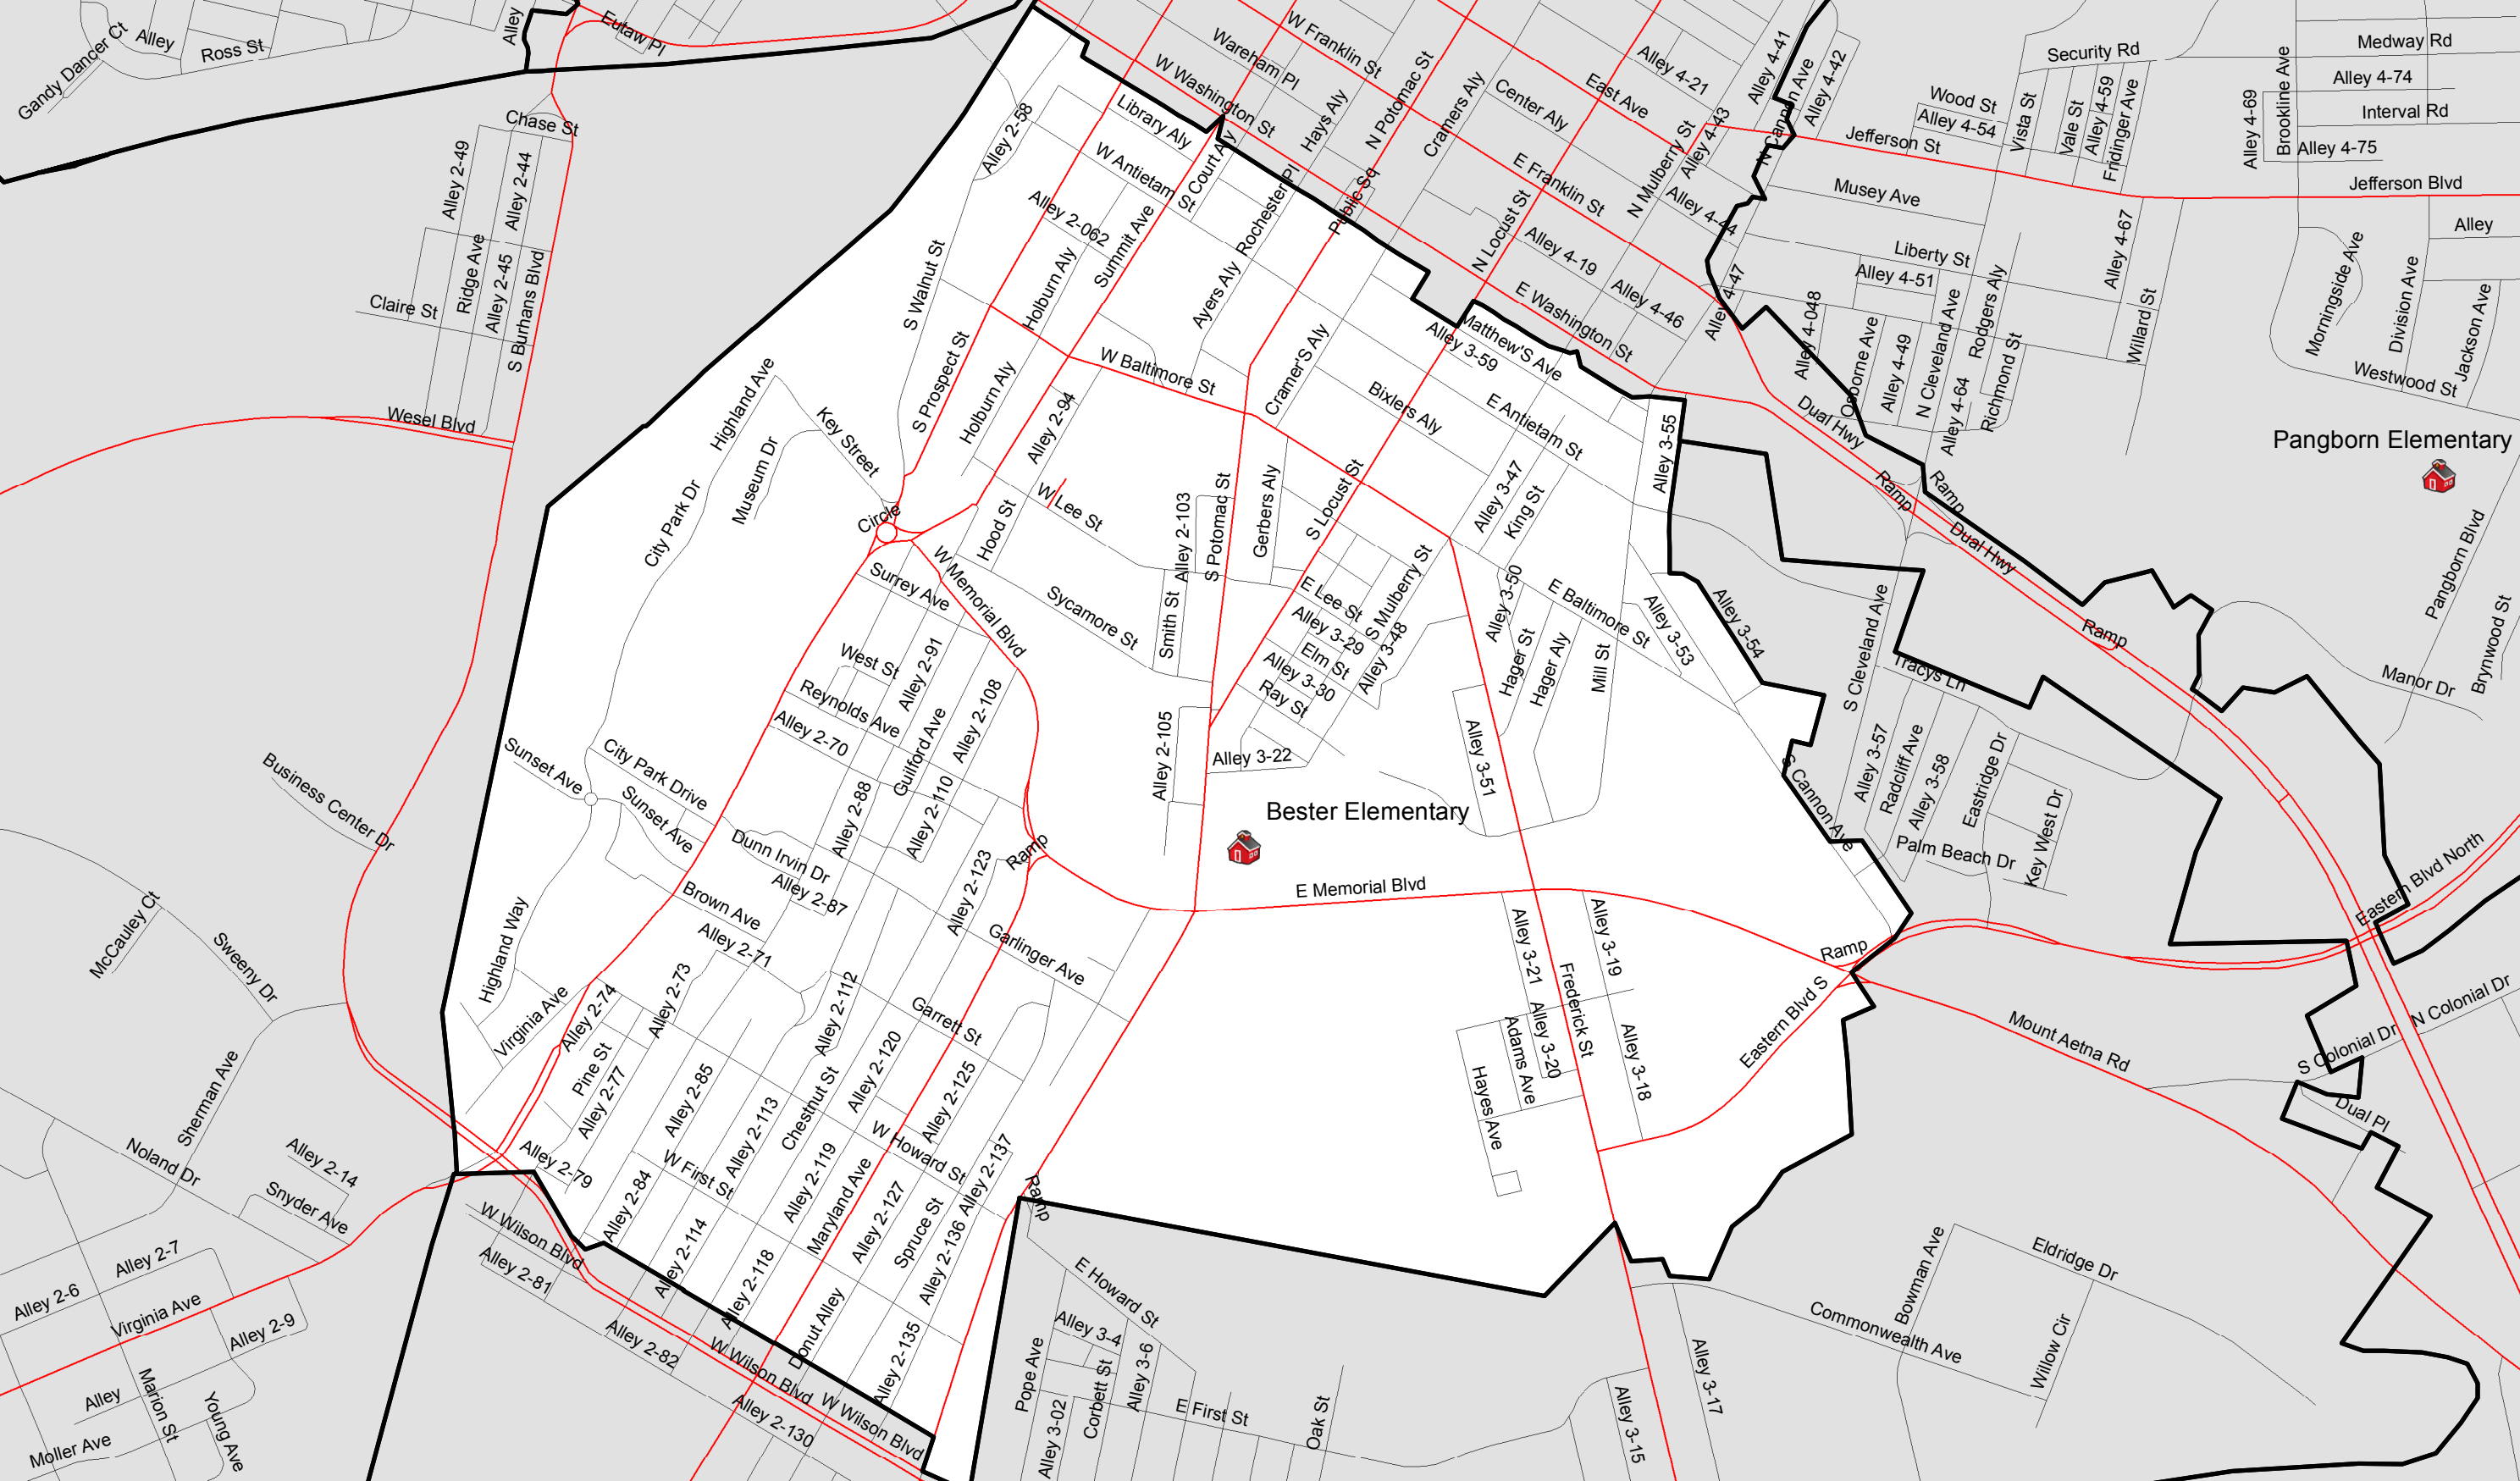 Gandy Dancer Ct
Alley
Ross St
Alley
Eutaw Pl
W Franklin St
Wareham Pl
W Washington St
Hays Aly
N Potomac St
Cramers Aly
Center Aly
East Ave
Alley 4-21
Alley 4-41
N Cannon Ave
Alley 4-42
Security Rd
Medway Rd
Alley 4-74
Interval Rd
Alley 4-75
Brookline Ave
Alley 4-69
Wood St
Alley 4-54
Vista St
Vale St
Alley 4-59
Fridinger Ave
Jefferson St
Jefferson Blvd
Chase St
Alley 2-49
Alley 2-44
Ridge Ave
Alley 2-45
S Burhans Blvd
Claire St
Wesel Blvd
Alley 2-58
Library Aly
W Antietam St
Court Aly
Alley 2-062
Summit Ave
Holburn Aly
Rochester Pl
Ayers Aly
Public Sq
E Franklin St
N Mulberry St
Alley 4-43
Alley 4-44
N Locust St
Alley 4-19
Alley 4-46
Alley 4-47
E Washington St
Musey Ave
Liberty St
Alley 4-51
Alley 4-67
Alley
Morningside Ave
Division Ave
Jackson Ave
Westwood St
Willard St
Rodgers Aly
Richmond St
N Cleveland Ave
Alley 4-64
Alley 4-49
Osborne Ave
Alley 4-048
Dual Hwy
S Walnut St
S Prospect St
Holburn Aly
W Baltimore St
Alley 2-94
Cramer'S Aly
Matthew'S Ave
Alley 3-59
Bixlers Aly
E Antietam St
Alley 3-55
Pangborn Elementary
Pangborn Blvd
Brynwood St
Manor Dr
Ramp
Ramp
Dual Hwy
Ramp
Highland Ave
Museum Dr
Key Street
City Park Dr
Circle
W Lee St
Hood St
W Memorial Blvd
Surrey Ave
Sycamore St
Smith St
Alley 2-103
S Potomac St
Gerbers Aly
S Locust St
Alley 3-47
King St
E Lee St
S Mulberry St
Alley 3-29
Elm St
Alley 3-48
Alley 3-30
Ray St
Alley 3-22
Alley 3-50
E Baltimore St
Hager St
Hager Aly
Mill St
Alley 3-53
Alley 3-54
Alley 3-51
S Cleveland Ave
Tracys Ln
Alley 3-57
Radcliff Ave
Alley 3-58
Eastridge Dr
Key West Dr
Palm Beach Dr
S Cannon Ave
Eastern Blvd North
West St
Alley 2-91
Reynolds Ave
Alley 2-70
Guilford Ave
Alley 2-108
Alley 2-105
Alley 2-88
Alley 2-110
Sunset Ave
City Park Drive
Sunset Ave
Dunn Irvin Dr
Alley 2-87
Brown Ave
Alley 2-71
Alley 2-123
Ramp
Bester Elementary
E Memorial Blvd
Business Center Dr
McCauley Ct
Sweeny Dr
Sherman Ave
Highland Way
Virginia Ave
Alley 2-74
Alley 2-73
Pine St
Alley 2-77
Alley 2-79
Alley 2-85
Alley 2-112
Garlinger Ave
Garrett St
Alley 2-120
Alley 2-125
Chestnut St
Alley 2-113
W Howard St
W First St
Alley 2-84
Alley 2-119
Maryland Ave
Alley 2-127
Spruce St
Alley 2-137
Alley 2-136
Alley 2-114
Alley 2-118
Donut Alley
Alley 2-135
Alley 3-21
Alley 3-19
Frederick St
Adams Ave
Alley 3-20
Alley 3-18
Hayes Ave
Ramp
Eastern Blvd S
Mount Aetna Rd
N Colonial Dr
S Colonial Dr
Dual Pl
Noland Dr
Alley 2-14
Snyder Ave
Alley 2-7
Alley 2-6
Virginia Ave
Alley 2-9
Alley
Marion St
Young Ave
Moller Ave
W Wilson Blvd
Alley 2-81
Alley 2-82
W Wilson Blvd
W Wilson Blvd
Alley 2-130
Ramp
E Howard St
Alley 3-4
Pope Ave
Corbett St
Alley 3-6
Alley 3-02
E First St
Oak St
Alley 3-15
Alley 3-17
Commonwealth Ave
Bowman Ave
Eldridge Dr
Willow Cir